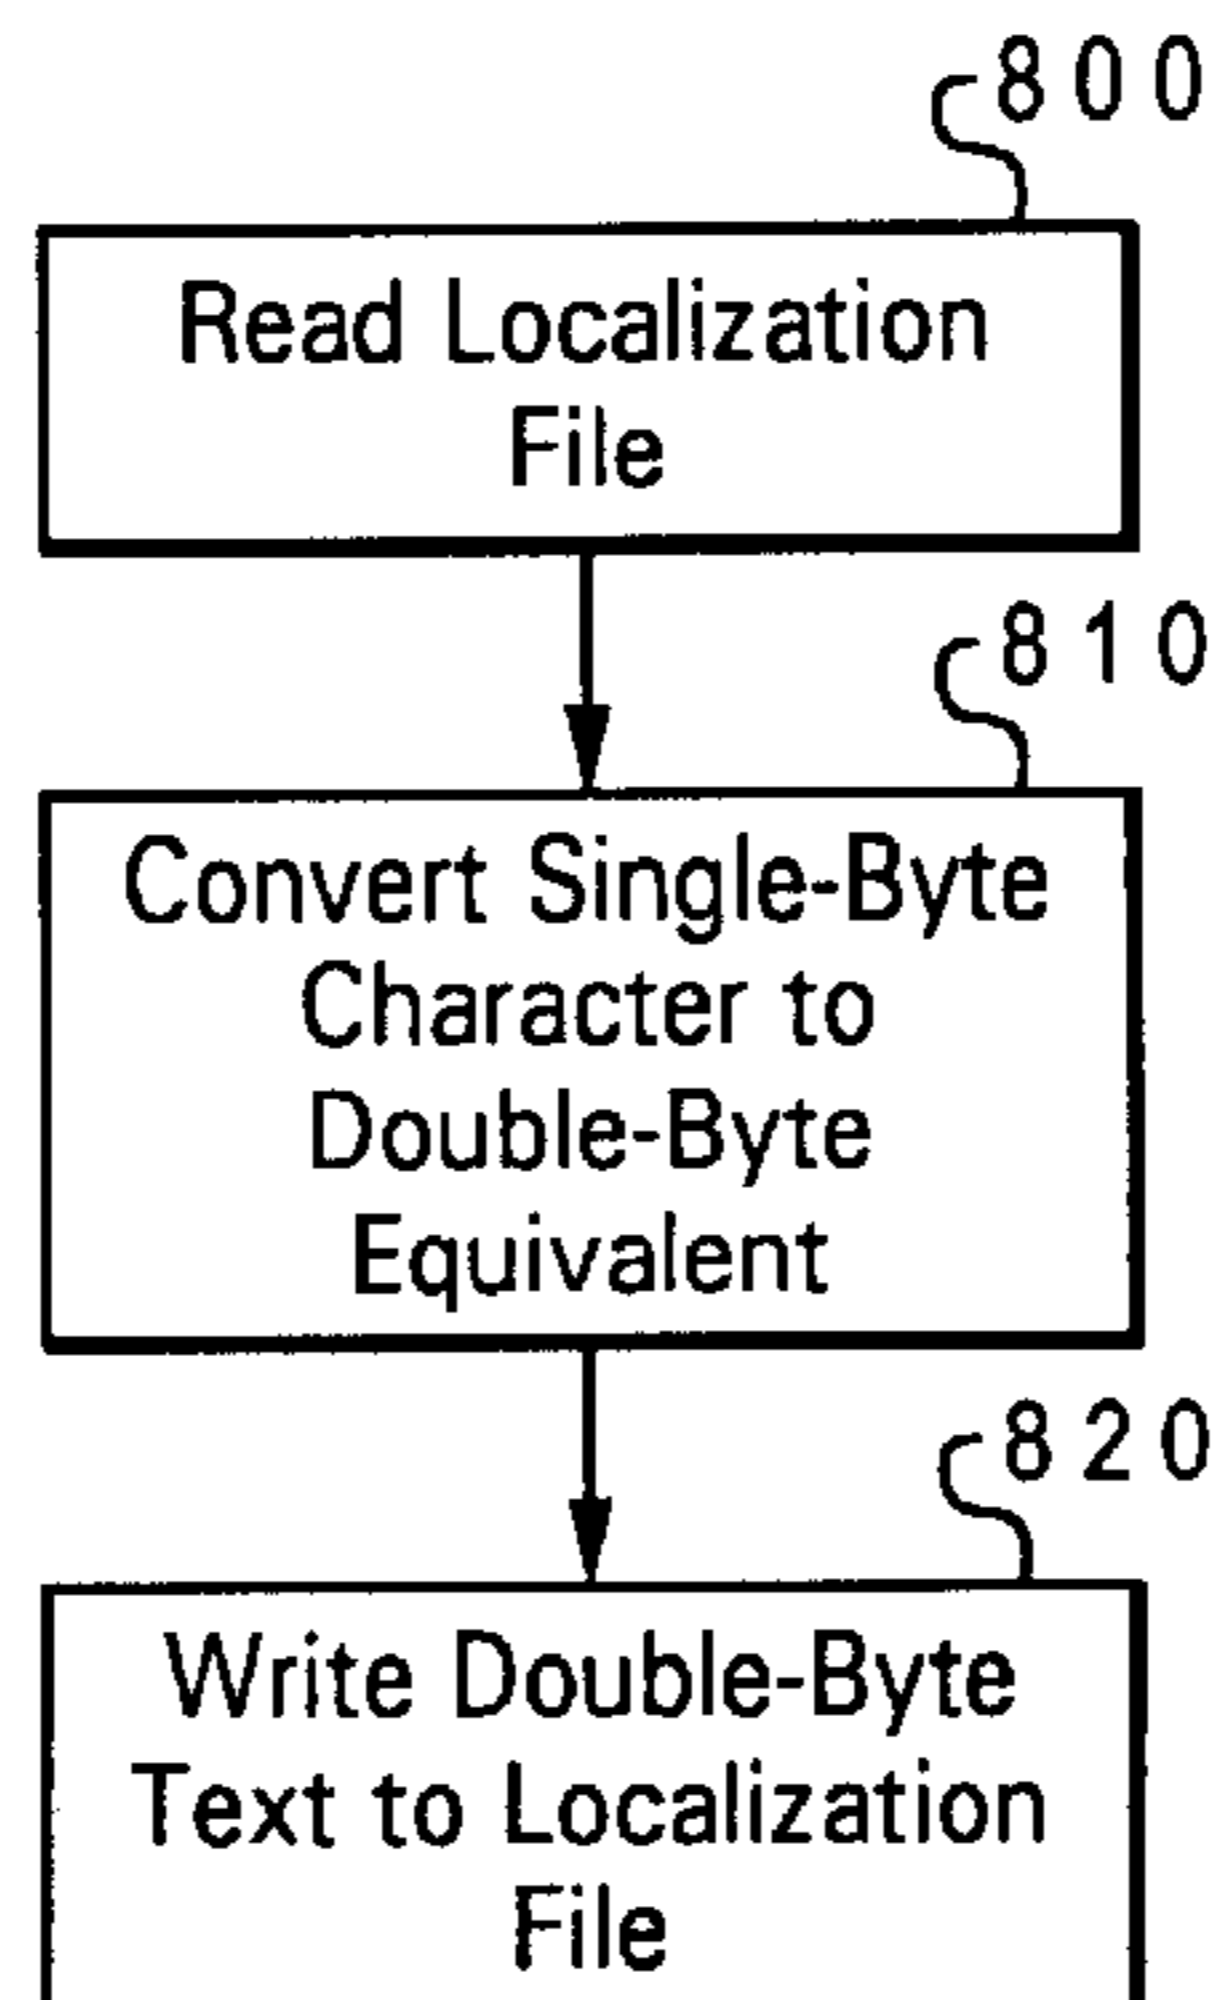 800
Read Localization
File
810
Convert Single-Byte
Character to
Double-Byte
Equivalent
820
Write Double-Byte
Text to Localization
File